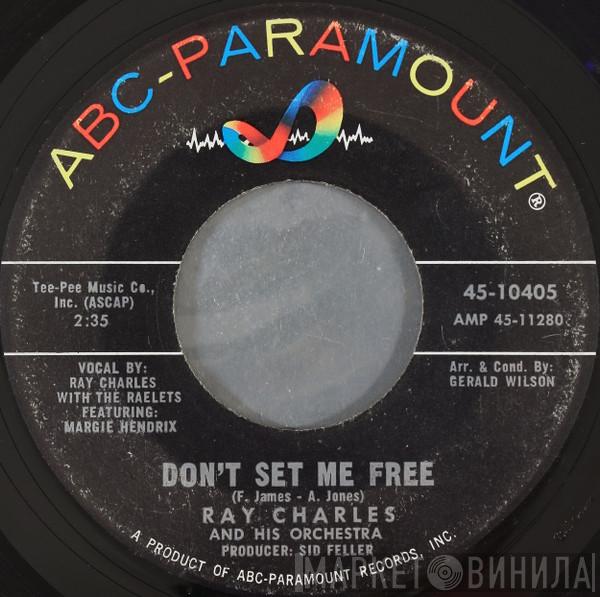 ABC-PARAMOUNT®
Tee-Pee Music Co.,
Inc. (ASCAP)
2:35
45-10405
AMP 45-11280
VOCAL BY:
RAY CHARLES
WITH THE RAELETS
FEATURING:
MARGIE HENDRIX
Arr. & Cond. By:
GERALD WILSON
DON'T SET ME FREE
(F. James - A. Jones)
RAY CHARLES
AND HIS ORCHESTRA
PRODUCER: SID FELLER
A PRODUCT OF ABC-PARAMOUNT RECORDS, INC.
МАРКЕТ ВИНИЛА